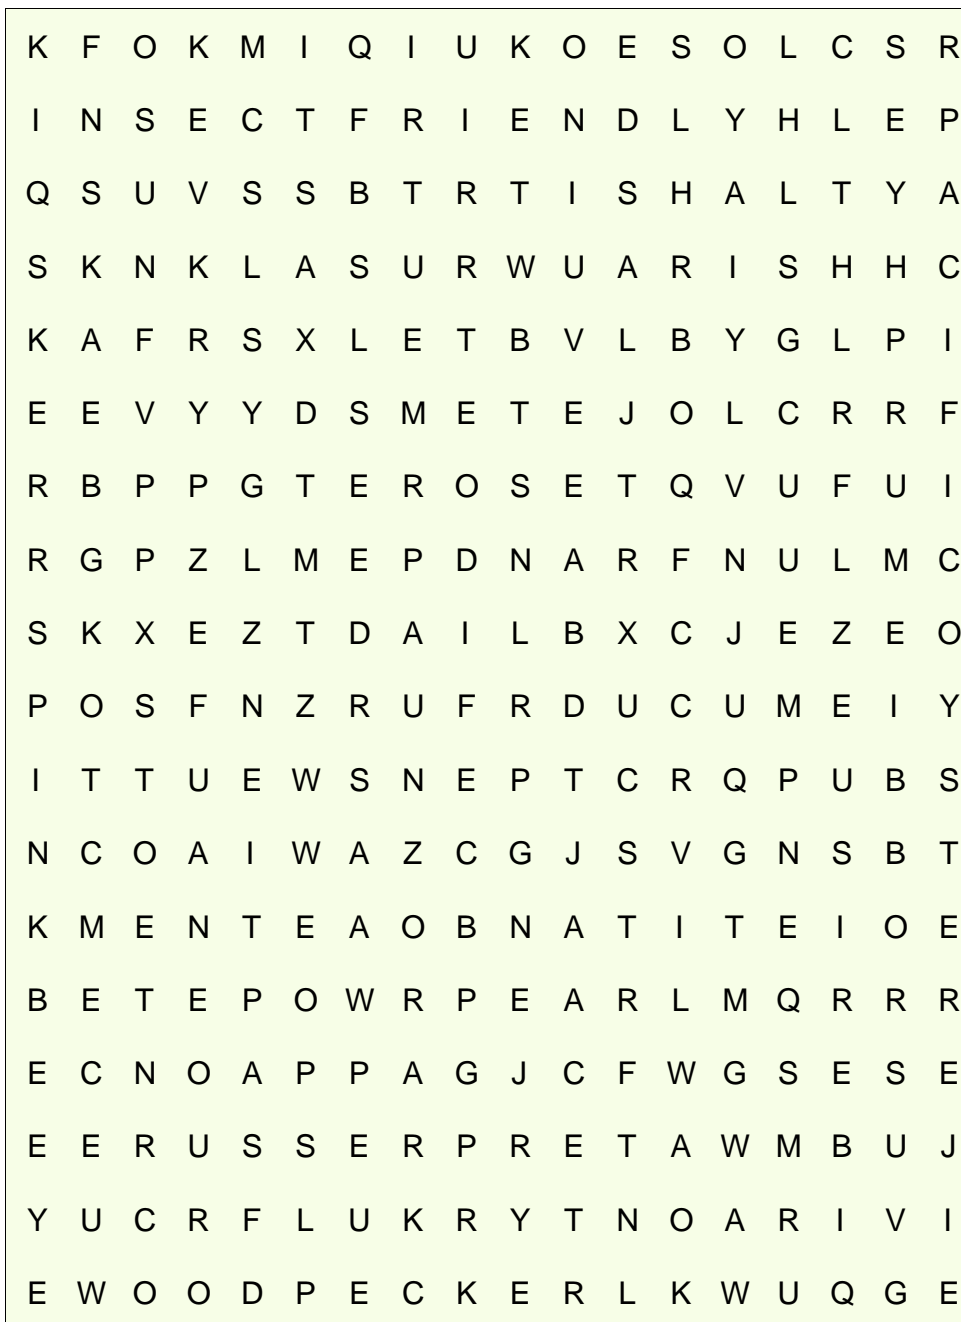 K F O K M I Q I U K O E S O L C S R
I N S E C T F R I E N D L Y H L E P
Q S U V S S B T R T I S H A L T Y A
S K N K L A S U R W U A R I S H H C
K A F R S X L E T B V L B Y G L P I
E E V Y Y D S M E T E J O L C R R F
R B P P G T E R O S E T Q V U F U I
R G P Z L M E P D N A R F N U L M C
S K X E Z T D A I L B X C J E Z E O
P O S F N Z R U F R D U C U M E I Y
I T T U E W S N E P T C R Q P U B S
N C O A I W A Z C G J S V G N S B T
K M E N T E A O B N A T I T E I O E
B E T E P O W R P E A R L M Q R R R
E C N O A P P A G J C F W G S E S E
E E R U S S E R P R E T A W M B U J
Y U C R F L U K R Y T N O A R I V I
E W O O D P E C K E R L K W U Q G E